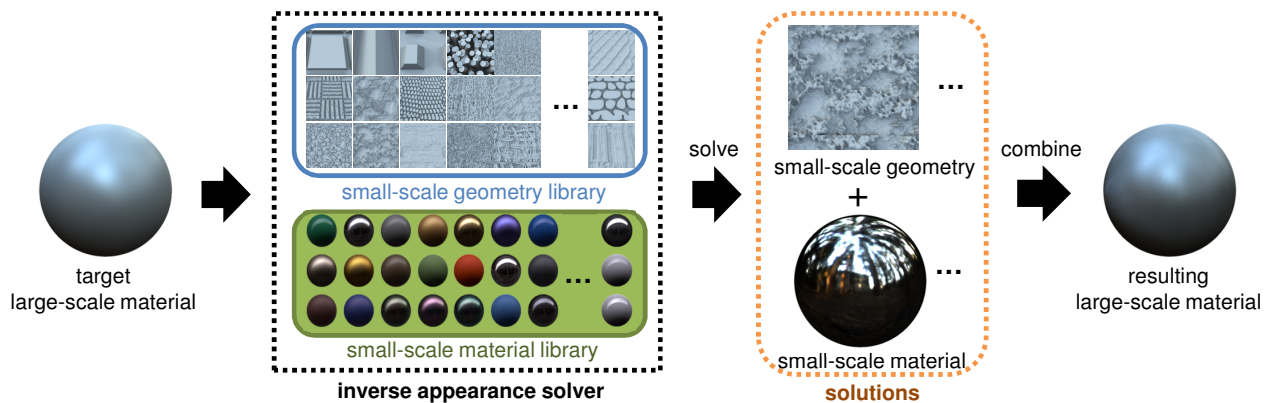 target
large-scale material
...
small-scale geometry library
...
small-scale material library
inverse appearance solver
solve
...
small-scale geometry
+
...
small-scale material
solutions
combine
resulting
large-scale material